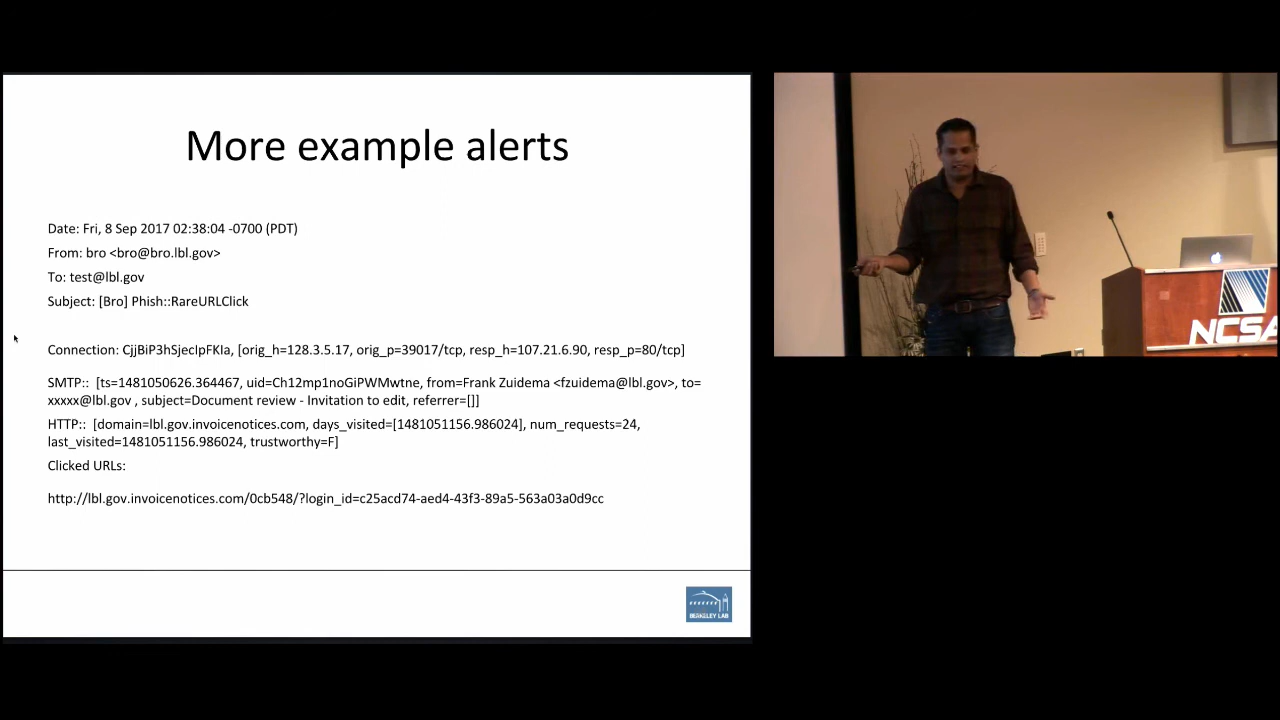 More example alerts
Date: Fri, 8 Sep 2017 02:38:04 -0700 (PDT)
From: bro <bro@bro.lbl.gov>
To: test@lbl.gov
Subject: [Bro] Phish::RareURLClick
Connection: CjjBiP3hSjecIpFKIa, [orig_h=128.3.5.17, orig_p=39017/tcp, resp_h=107.21.6.90, resp_p=80/tcp]
SMTP:: [ts=1481050626.364467, uid=Ch12mp1noGiPWMwtne, from=Frank Zuidema <fzuidema@lbl.gov>, to=
xxxxx@lbl.gov , subject=Document review - Invitation to edit, referrer=[]]
HTTP:: [domain=lbl.gov.invoicenotices.com, days_visited=[1481051156.986024], num_requests=24,
last_visited=1481051156.986024, trustworthy=F]
Clicked URLs:
http://lbl.gov.invoicenotices.com/0cb548/?login_id=c25acd74-aed4-43f3-89a5-563a03a0d9cc
BERKELEY LAB
NCSA